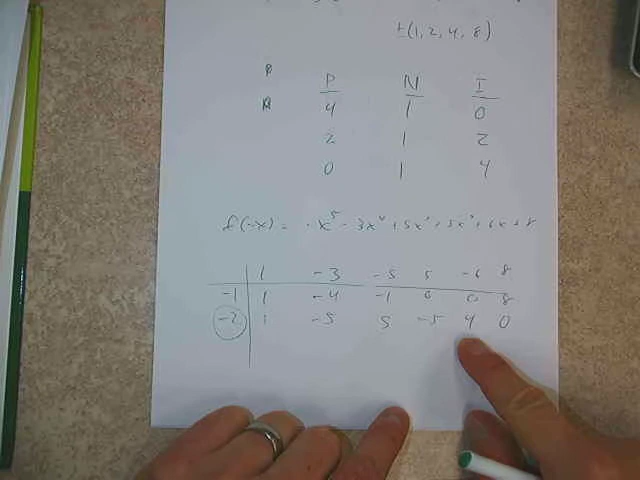 ±(1, 2, 4, 8)
P N I
4 1 0
2 1 2
0 1 4
f(-x) = -x⁵ - 3x⁴ + 5x³ + 5x² + 6x + 8
1 -3 -5 5 -6 8
-1 1 -4 -1 6 0 8
-2 1 -5 5 -5 4 0